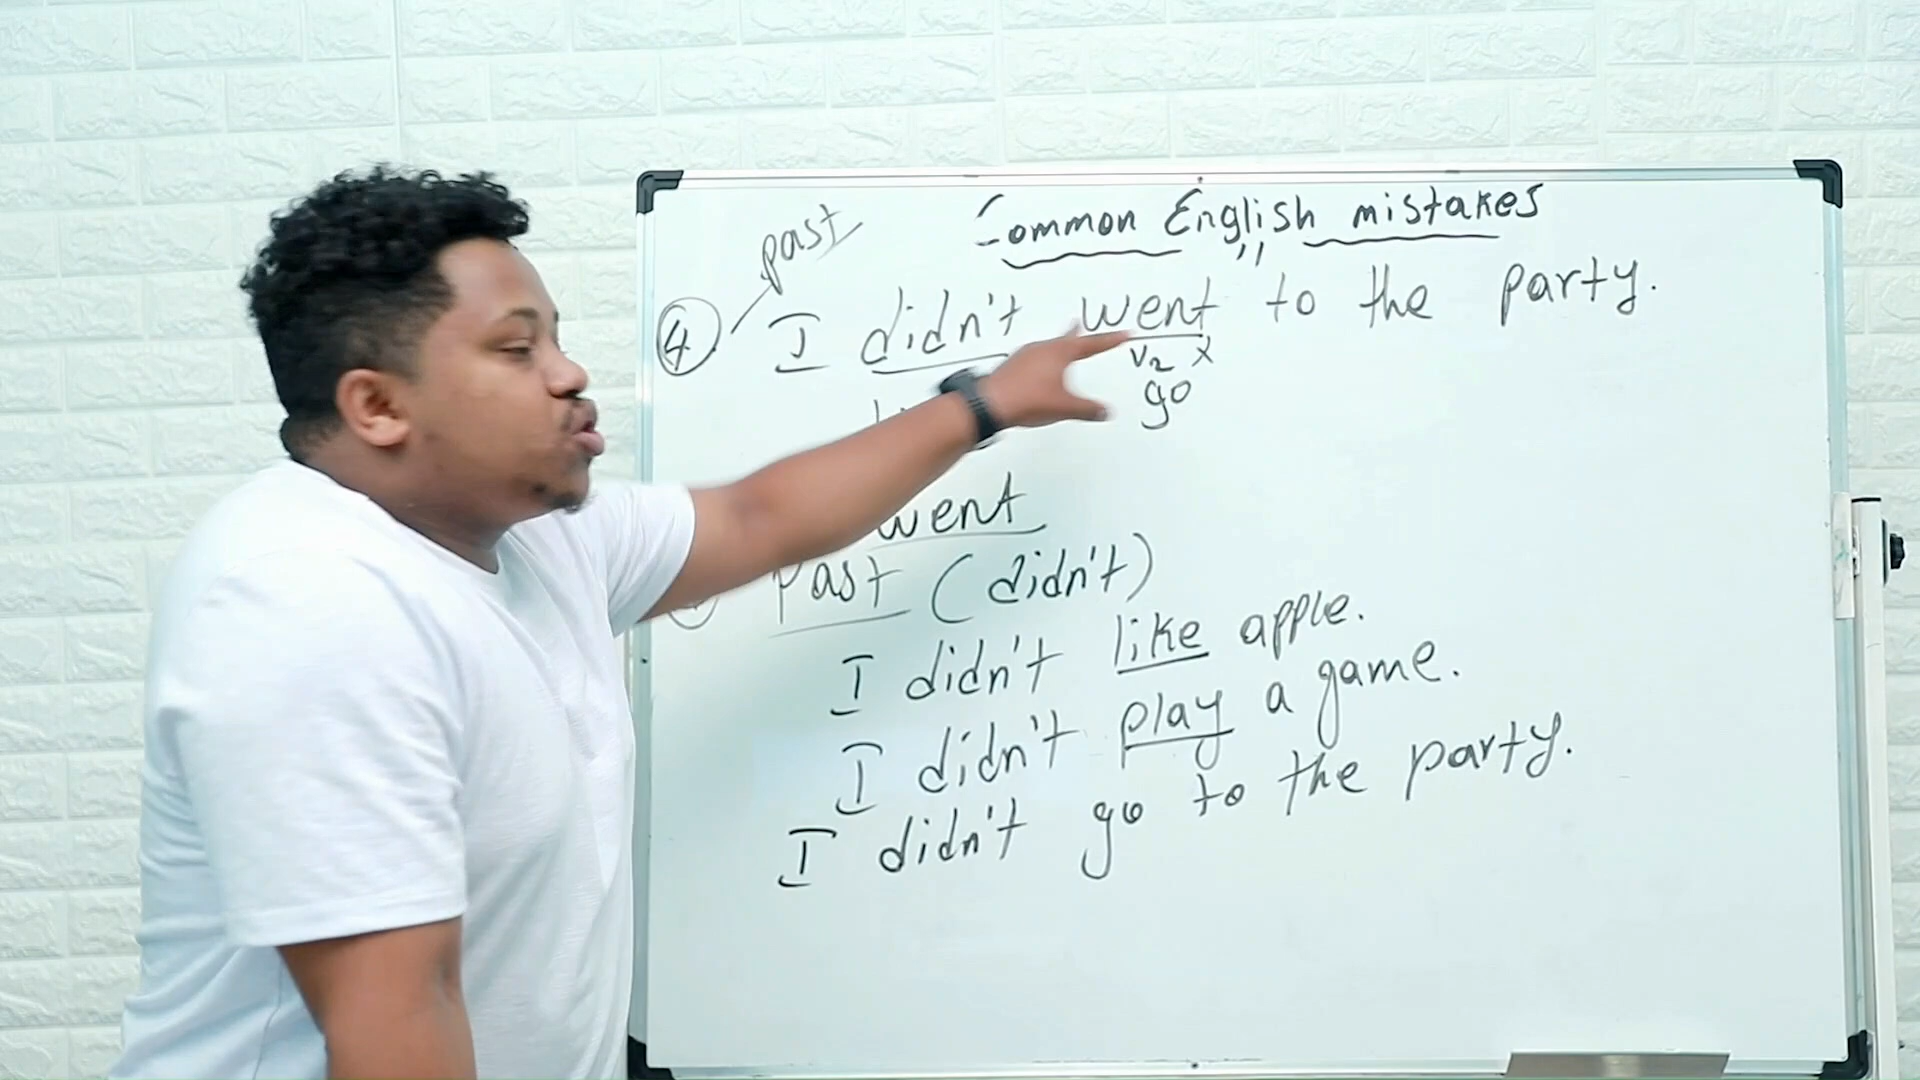 Common English mistakes
past
4 I didn't went to the party.
V2 X
go
went
Past (didn't)
I didn't like apple.
I didn't play a game.
I didn't go to the party.